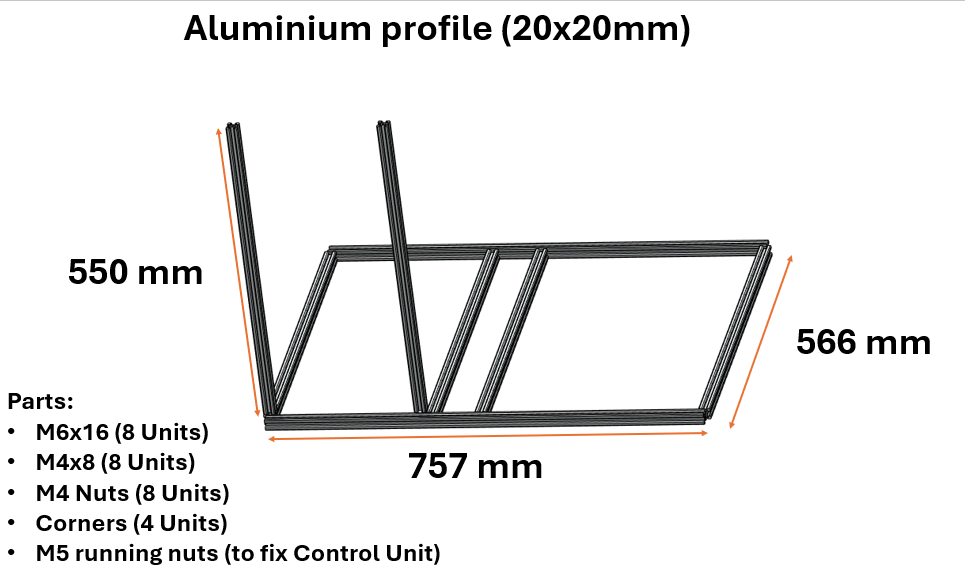 Aluminium profile (20x20mm)
550 mm
566 mm
757 mm
Parts:
• M6x16 (8 Units)
• M4x8 (8 Units)
• M4 Nuts (8 Units)
• Corners (4 Units)
• M5 running nuts (to fix Control Unit)